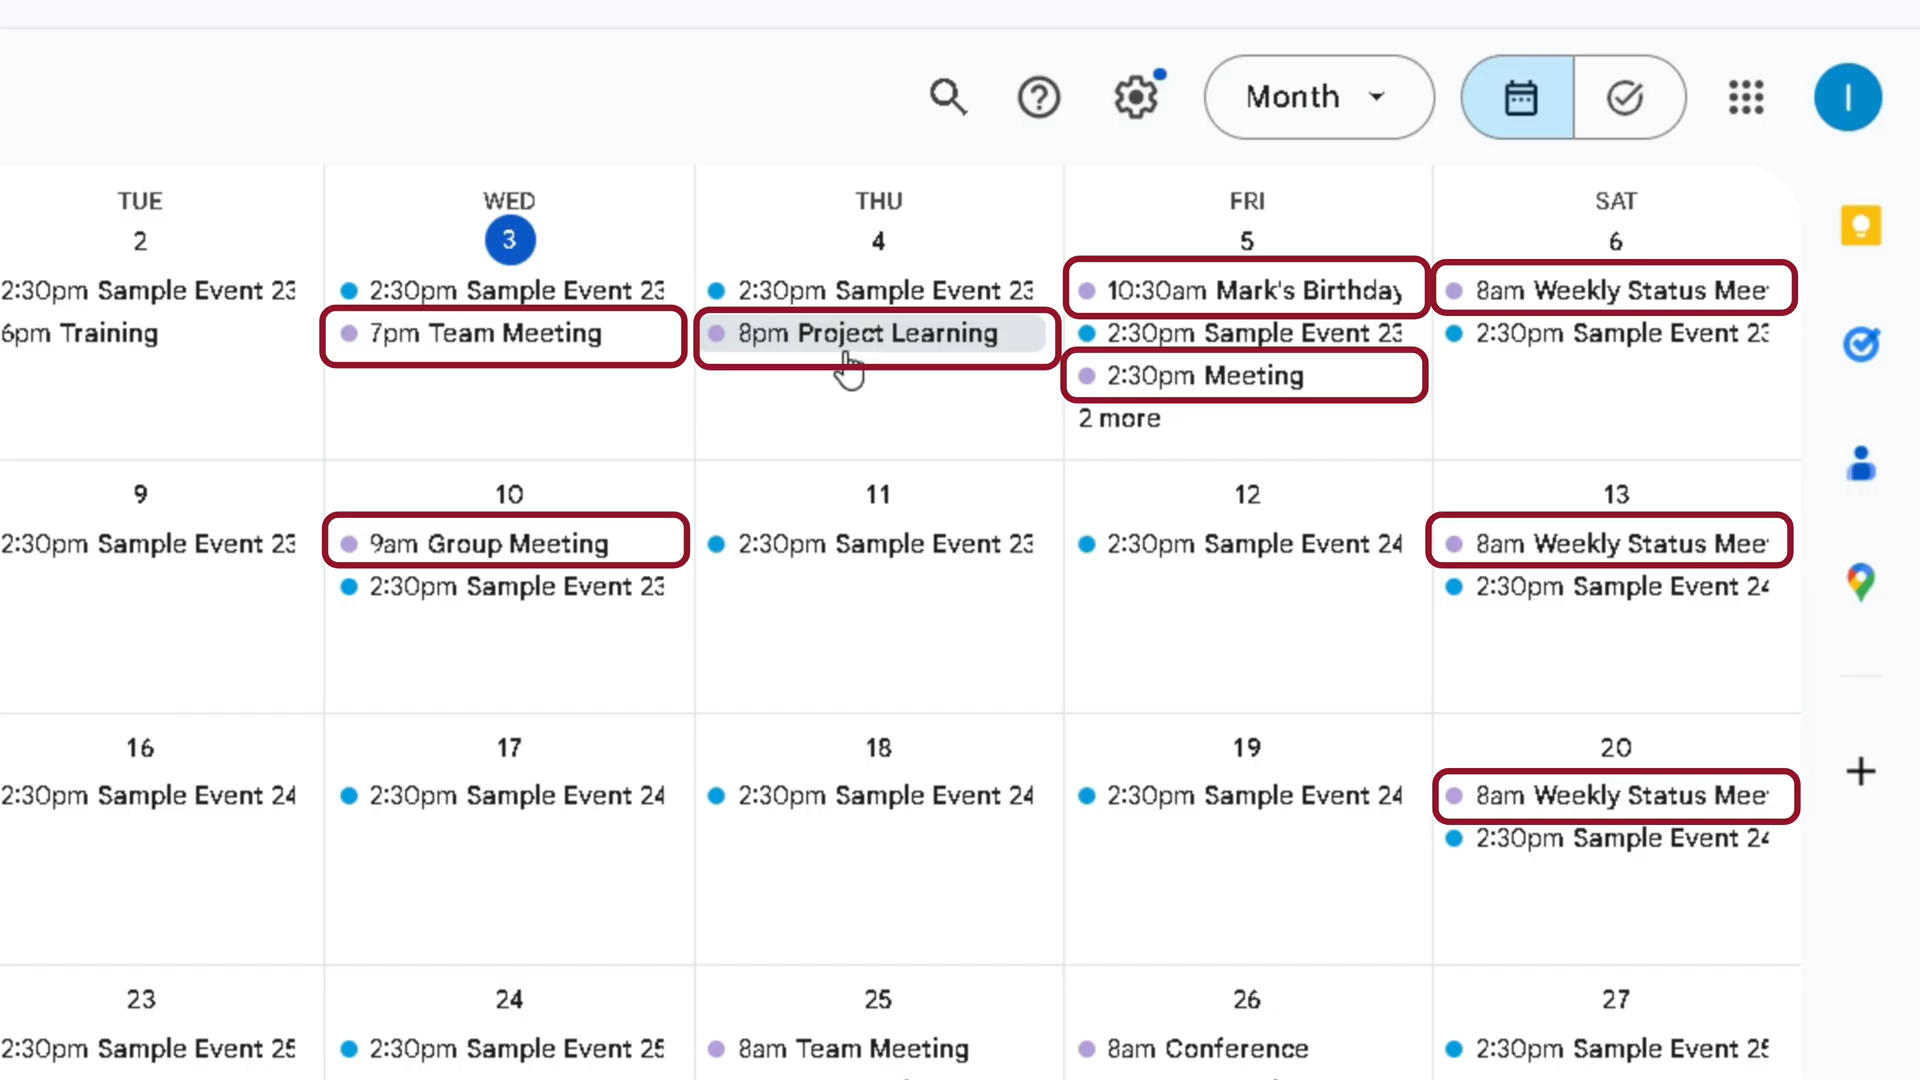 Month
I
TUE
2
2:30pm Sample Event 23
6pm Training
WED
3
2:30pm Sample Event 23
7pm Team Meeting
THU
4
2:30pm Sample Event 23
8pm Project Learning
FRI
5
10:30am Mark's Birthday
2:30pm Sample Event 23
2:30pm Meeting
2 more
SAT
6
8am Weekly Status Mee
2:30pm Sample Event 23
9
2:30pm Sample Event 23
10
9am Group Meeting
2:30pm Sample Event 23
11
2:30pm Sample Event 23
12
2:30pm Sample Event 24
13
8am Weekly Status Mee
2:30pm Sample Event 24
16
2:30pm Sample Event 24
17
2:30pm Sample Event 24
18
2:30pm Sample Event 24
19
2:30pm Sample Event 24
20
8am Weekly Status Mee
2:30pm Sample Event 24
23
2:30pm Sample Event 25
24
2:30pm Sample Event 25
25
8am Team Meeting
26
8am Conference
27
2:30pm Sample Event 25